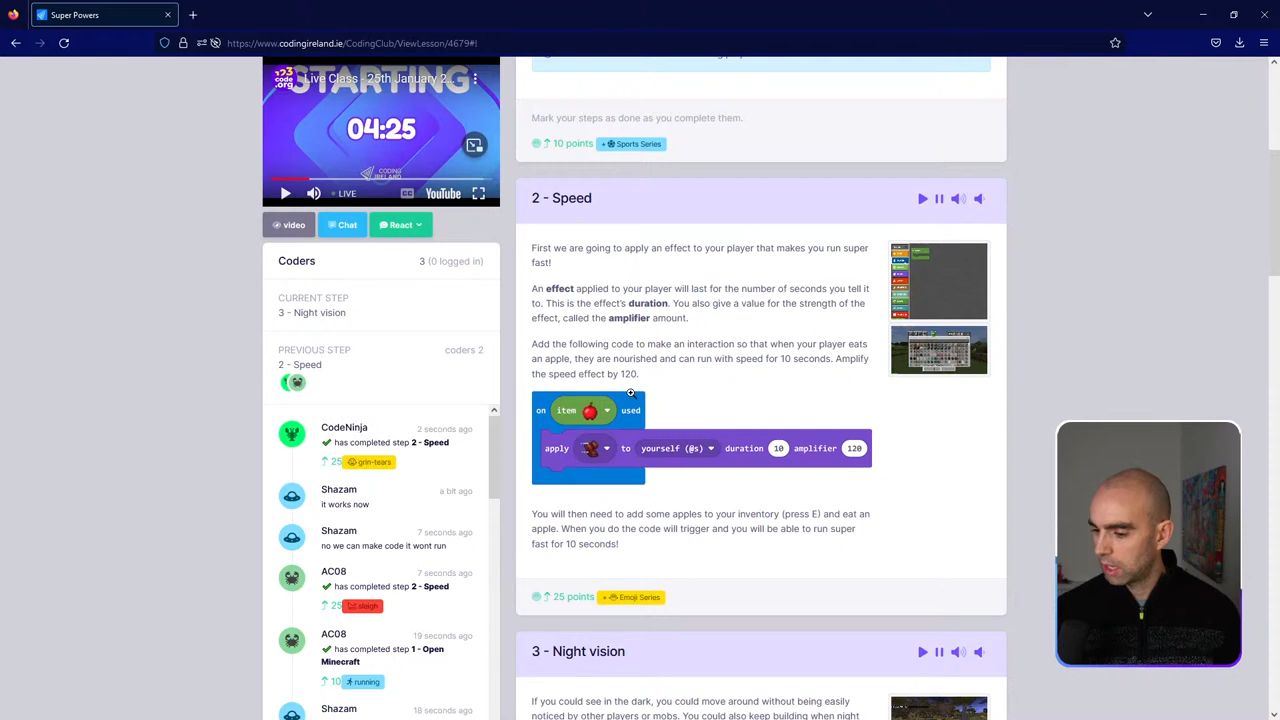 Super Powers
https://www.codingireland.ie/CodingClub/ViewLesson/4679#!
STARTING
123 code.org
Live Class - 25th January 2...
04:25
CODING IRELAND
LIVE
CC
YouTube
video
Chat
React
Coders
3 (0 logged in)
CURRENT STEP
3 - Night vision
PREVIOUS STEP
coders 2
2 - Speed
CodeNinja
2 seconds ago
has completed step 2 - Speed
25
grin-tears
Shazam
a bit ago
it works now
Shazam
7 seconds ago
no we can make code it wont run
AC08
7 seconds ago
has completed step 2 - Speed
25
sleigh
AC08
19 seconds ago
has completed step 1 - Open
Minecraft
10
running
Shazam
18 seconds ago
Mark your steps as done as you complete them.
10 points
+ Sports Series
2 - Speed
First we are going to apply an effect to your player that makes you run super
fast!
An effect applied to your player will last for the number of seconds you tell it
to. This is the effect's duration. You also give a value for the strength of the
effect, called the amplifier amount.
Add the following code to make an interaction so that when your player eats
an apple, they are nourished and can run with speed for 10 seconds. Amplify
the speed effect by 120.
on item used
apply to yourself (@s) duration 10 amplifier 120
You will then need to add some apples to your inventory (press E) and eat an
apple. When you do the code will trigger and you will be able to run super
fast for 10 seconds!
25 points
+ Emoji Series
3 - Night vision
If you could see in the dark, you could move around without being easily
noticed by other players or mobs. You could also keep building when night